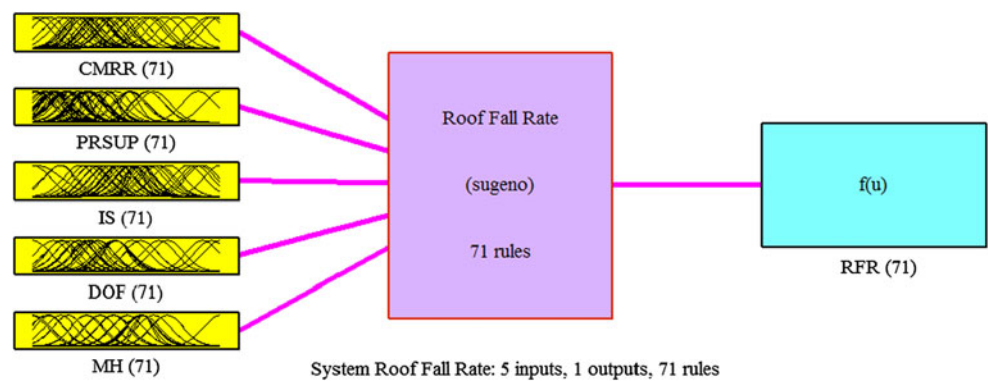 CMRR (71)
PRSUP (71)
IS (71)
DOF (71)
MH (71)
Roof Fall Rate
(sugeno)
71 rules
f(u)
RFR (71)
System Roof Fall Rate: 5 inputs, 1 outputs, 71 rules